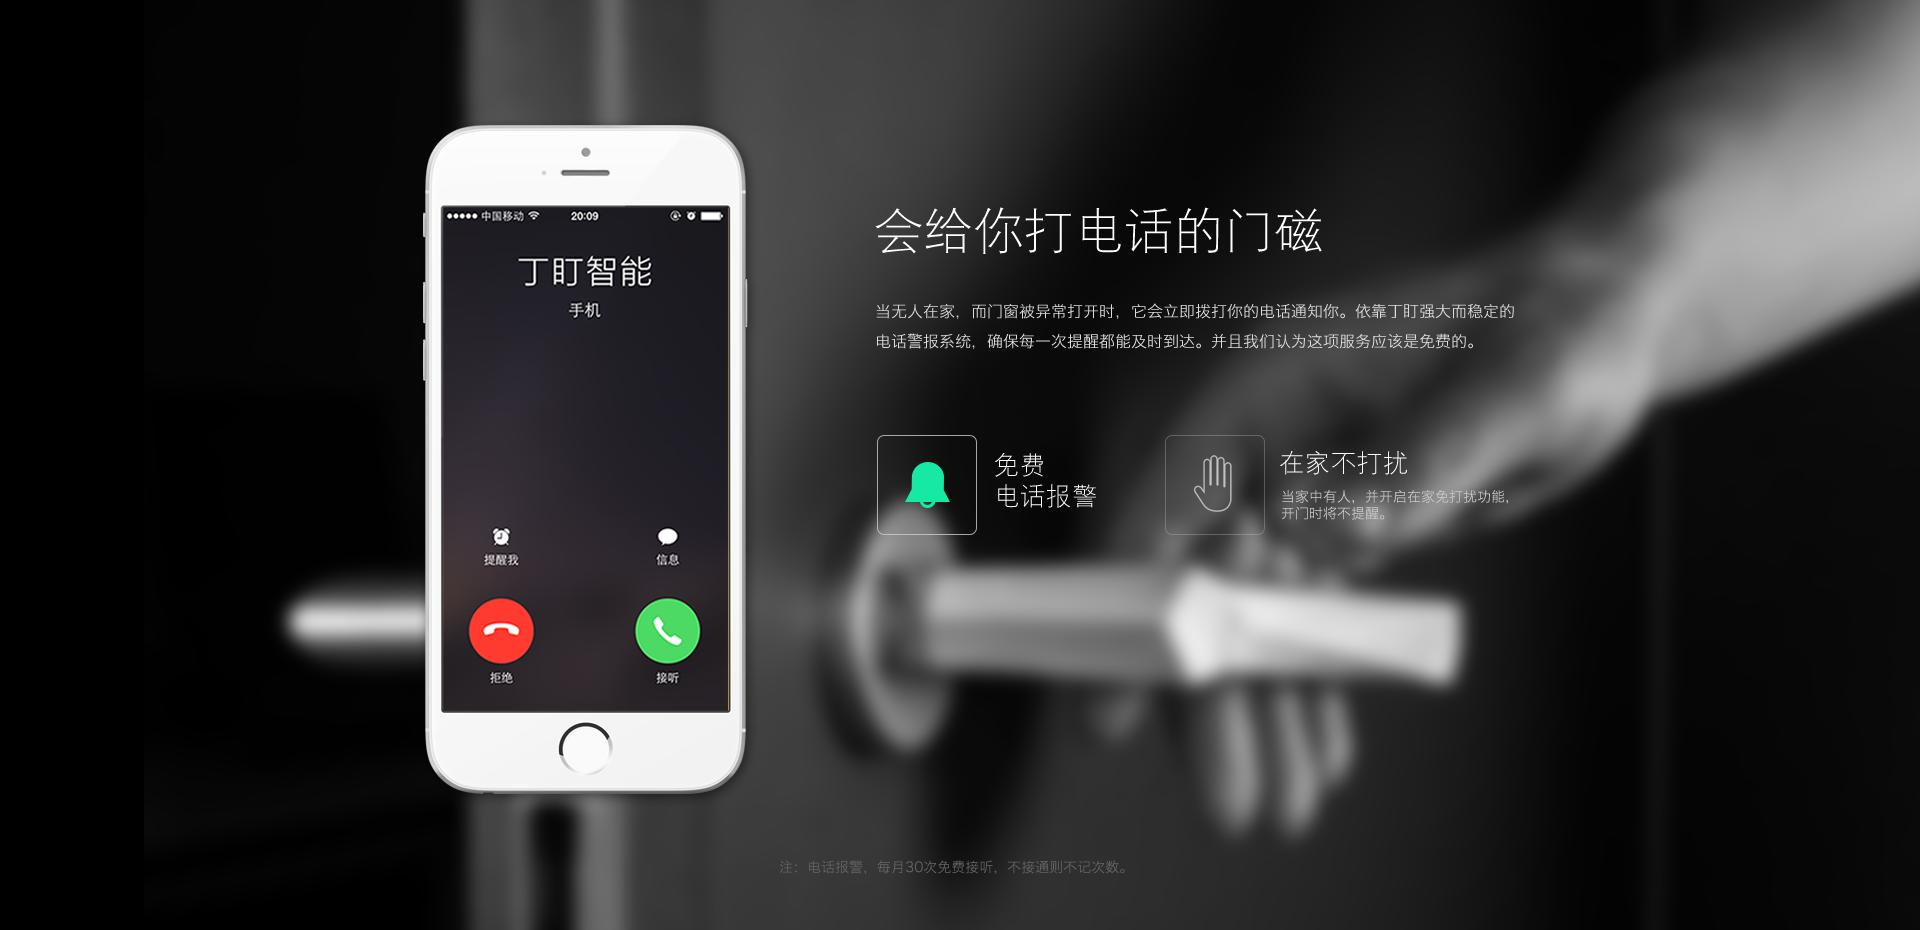 中国移动
20:09
丁盯智能
手机
提醒我
信息
拒绝
接听
会给你打电话的门磁
当无人在家，而门窗被异常打开时，它会立即拨打你的电话通知你。依靠丁盯强大而稳定的
电话警报系统，确保每一次提醒都能及时到达。并且我们认为这项服务应该是免费的。
免费
电话报警
在家不打扰
当家中有人，并开启在家免打扰功能，
开门时将不提醒。
注：电话报警，每月30次免费接听，不接通则不记次数。